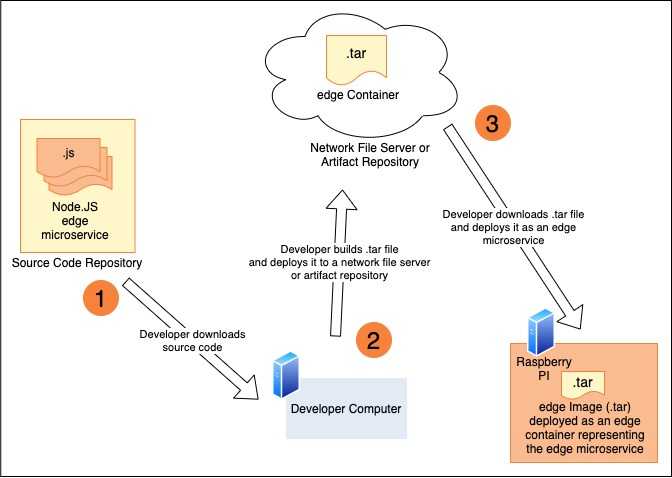 .tar
edge Container
Network File Server or
Artifact Repository
3
.js
Node.JS
edge
microservice
Source Code Repository
1
Developer downloads
source code
Developer builds .tar file
and deploys it to a network file server
or artifact repository
2
Developer Computer
Developer downloads .tar file
and deploys it as an edge
microservice
Raspberry
PI
.tar
edge Image (.tar)
deployed as an edge
container representing
the edge microservice